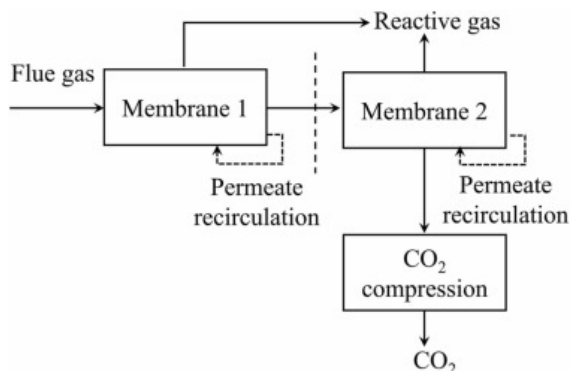 Reactive gas
Flue gas
Membrane 1
Membrane 2
Permeate
recirculation
Permeate
recirculation
CO₂
compression
CO₂